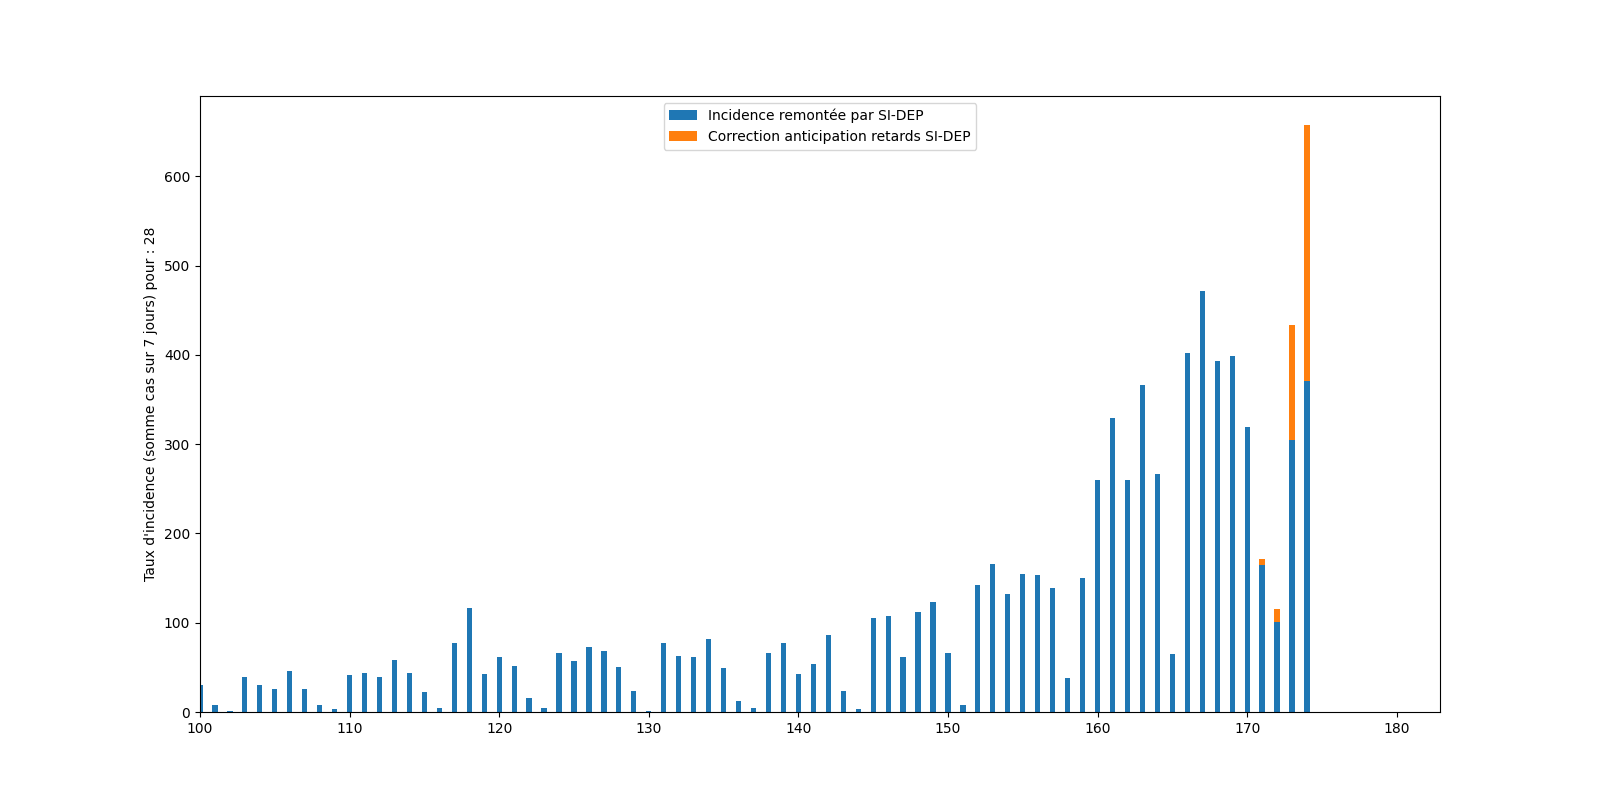 Incidence remontée par SI-DEP
Correction anticipation retards SI-DEP
Taux d'incidence (somme cas sur 7 jours) pour : 28
600
500
400
300
200
100
0
100 110 120 130 140 150 160 170 180